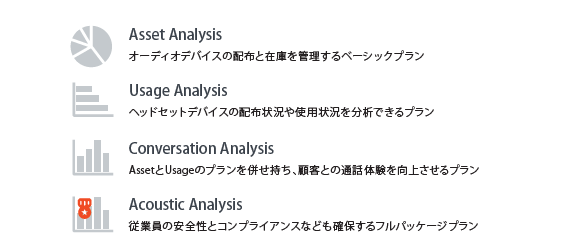 Asset Analysis
オーディオデバイスの配布と在庫を管理するベーシックプラン
Usage Analysis
ヘッドセットデバイスの配布状況や使用状況を分析できるプラン
Conversation Analysis
AssetとUsageのプランを併せ持ち、顧客との通話体験を向上させるプラン
Acoustic Analysis
従業員の安全性とコンプライアンスなども確保するフルパッケージプラン